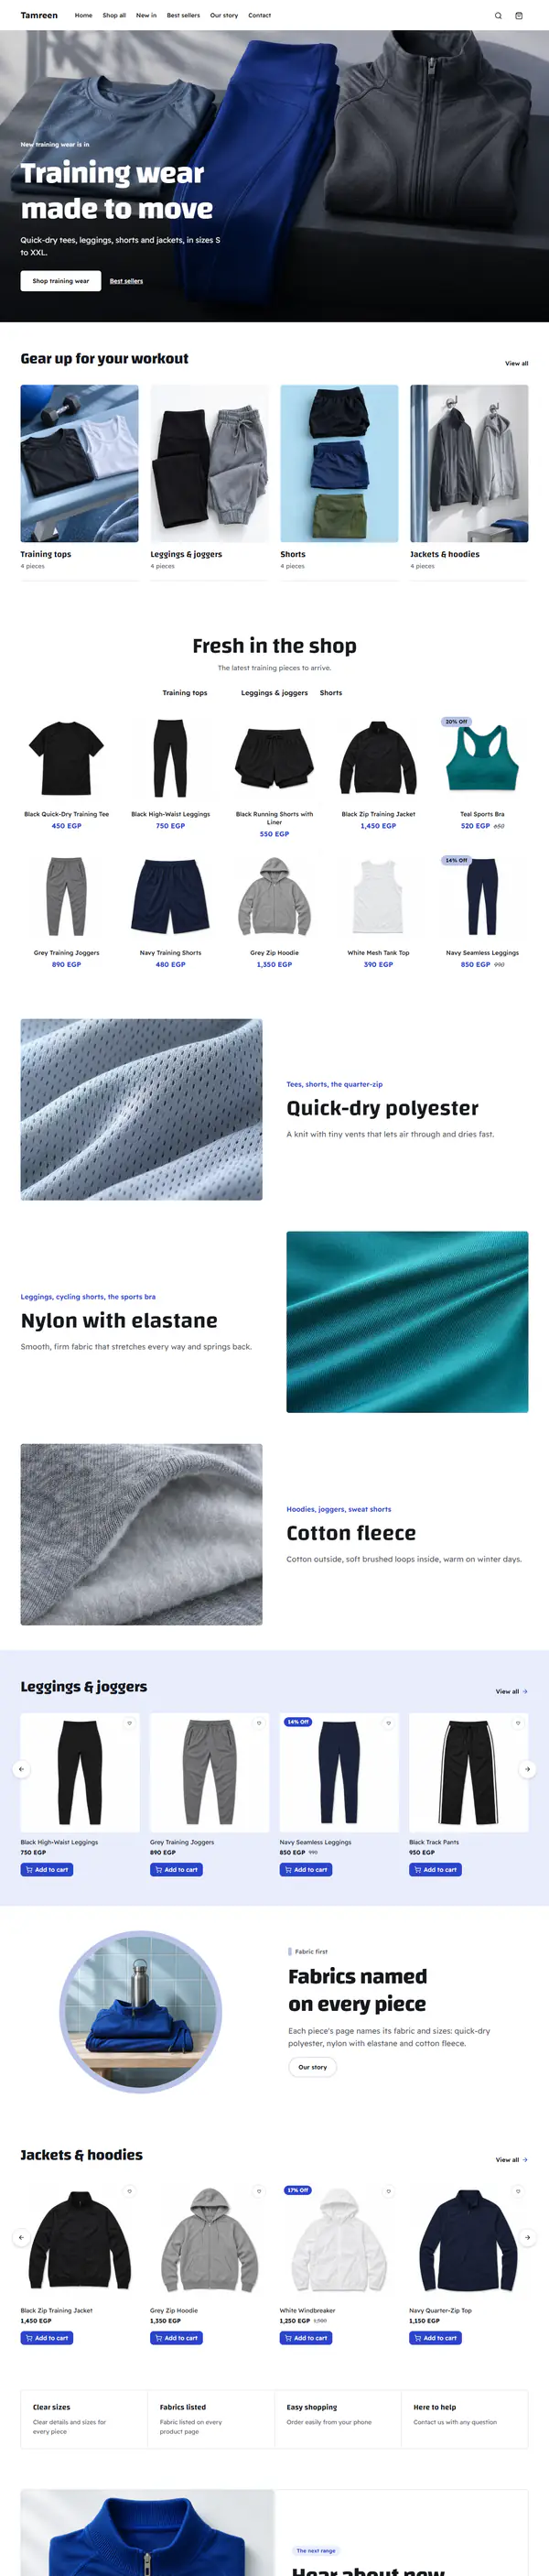 Tamreen
Home Shop all New in Best sellers Our story Contact
New training wear is in
Training wear
made to move
Quick-dry tees, leggings, shorts and jackets, in sizes S
to XXL.
Shop training wear Best sellers
Gear up for your workout
View all
Training tops
4 pieces
Leggings & joggers
4 pieces
Shorts
4 pieces
Jackets & hoodies
4 pieces
Fresh in the shop
The latest training pieces to arrive.
Training tops Leggings & joggers Shorts
Black Quick-Dry Training Tee
450 EGP
Black High-Waist Leggings
750 EGP
Black Running Shorts with
Liner
550 EGP
Black Zip Training Jacket
1,450 EGP
20% Off
Teal Sports Bra
520 EGP 650
Grey Training Joggers
890 EGP
Navy Training Shorts
480 EGP
Grey Zip Hoodie
1,350 EGP
White Mesh Tank Top
390 EGP
14% Off
Navy Seamless Leggings
850 EGP 990
Tees, shorts, the quarter-zip
Quick-dry polyester
A knit with tiny vents that lets air through and dries fast.
Leggings, cycling shorts, the sports bra
Nylon with elastane
Smooth, firm fabric that stretches every way and springs back.
Hoodies, joggers, sweat shorts
Cotton fleece
Cotton outside, soft brushed loops inside, warm on winter days.
Leggings & joggers
View all →
Black High-Waist Leggings
750 EGP
Add to cart
Grey Training Joggers
890 EGP
Add to cart
14% Off
Navy Seamless Leggings
850 EGP 990
Add to cart
Black Track Pants
950 EGP
Add to cart
Fabric first
Fabrics named
on every piece
Each piece's page names its fabric and sizes: quick-dry
polyester, nylon with elastane and cotton fleece.
Our story
Jackets & hoodies
View all →
Black Zip Training Jacket
1,450 EGP
Add to cart
Grey Zip Hoodie
1,350 EGP
Add to cart
17% Off
White Windbreaker
1,250 EGP 1,500
Add to cart
Navy Quarter-Zip Top
1,150 EGP
Add to cart
Clear sizes
Clear details and sizes for
every piece
Fabrics listed
Fabric listed on every
product page
Easy shopping
Order easily from your phone
Here to help
Contact us with any question
The next range
Hear about new